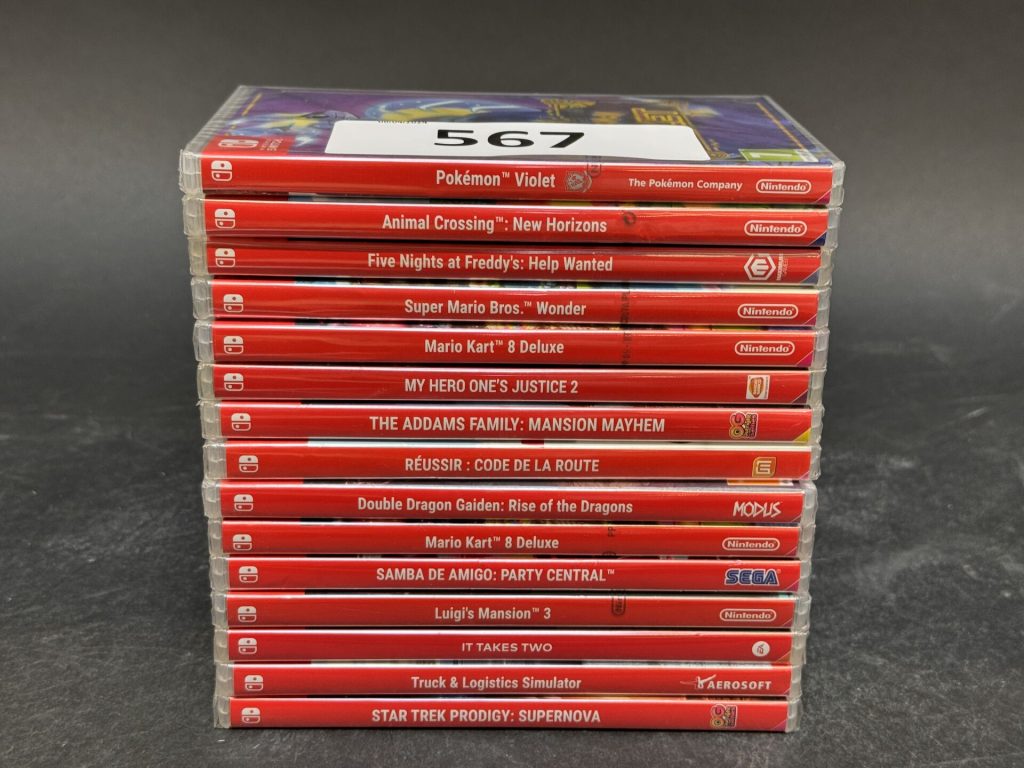 567
Pokémon™ Violet The Pokémon Company Nintendo
Animal Crossing™: New Horizons Nintendo
Five Nights at Freddy's: Help Wanted
Super Mario Bros.™ Wonder Nintendo
Mario Kart™ 8 Deluxe Nintendo
MY HERO ONE'S JUSTICE 2
THE ADDAMS FAMILY: MANSION MAYHEM
RÉUSSIR : CODE DE LA ROUTE
Double Dragon Gaiden: Rise of the Dragons MODUS
Mario Kart™ 8 Deluxe Nintendo
SAMBA DE AMIGO: PARTY CENTRAL™ SEGA
Luigi's Mansion™ 3 Nintendo
IT TAKES TWO
Truck & Logistics Simulator AEROSOFT
STAR TREK PRODIGY: SUPERNOVA